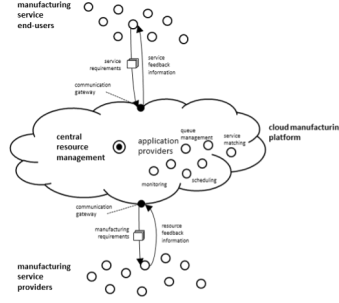 manufacturing
service
end-users
service
requirements
service
feedback
information
communication
gateway
central
resource
management
application
providers
queue
management
service
matching
monitoring
scheduling
cloud manufacturin
platform
communication
gateway
manufacturing
requirements
resource
feedback
information
manufacturing
service
providers